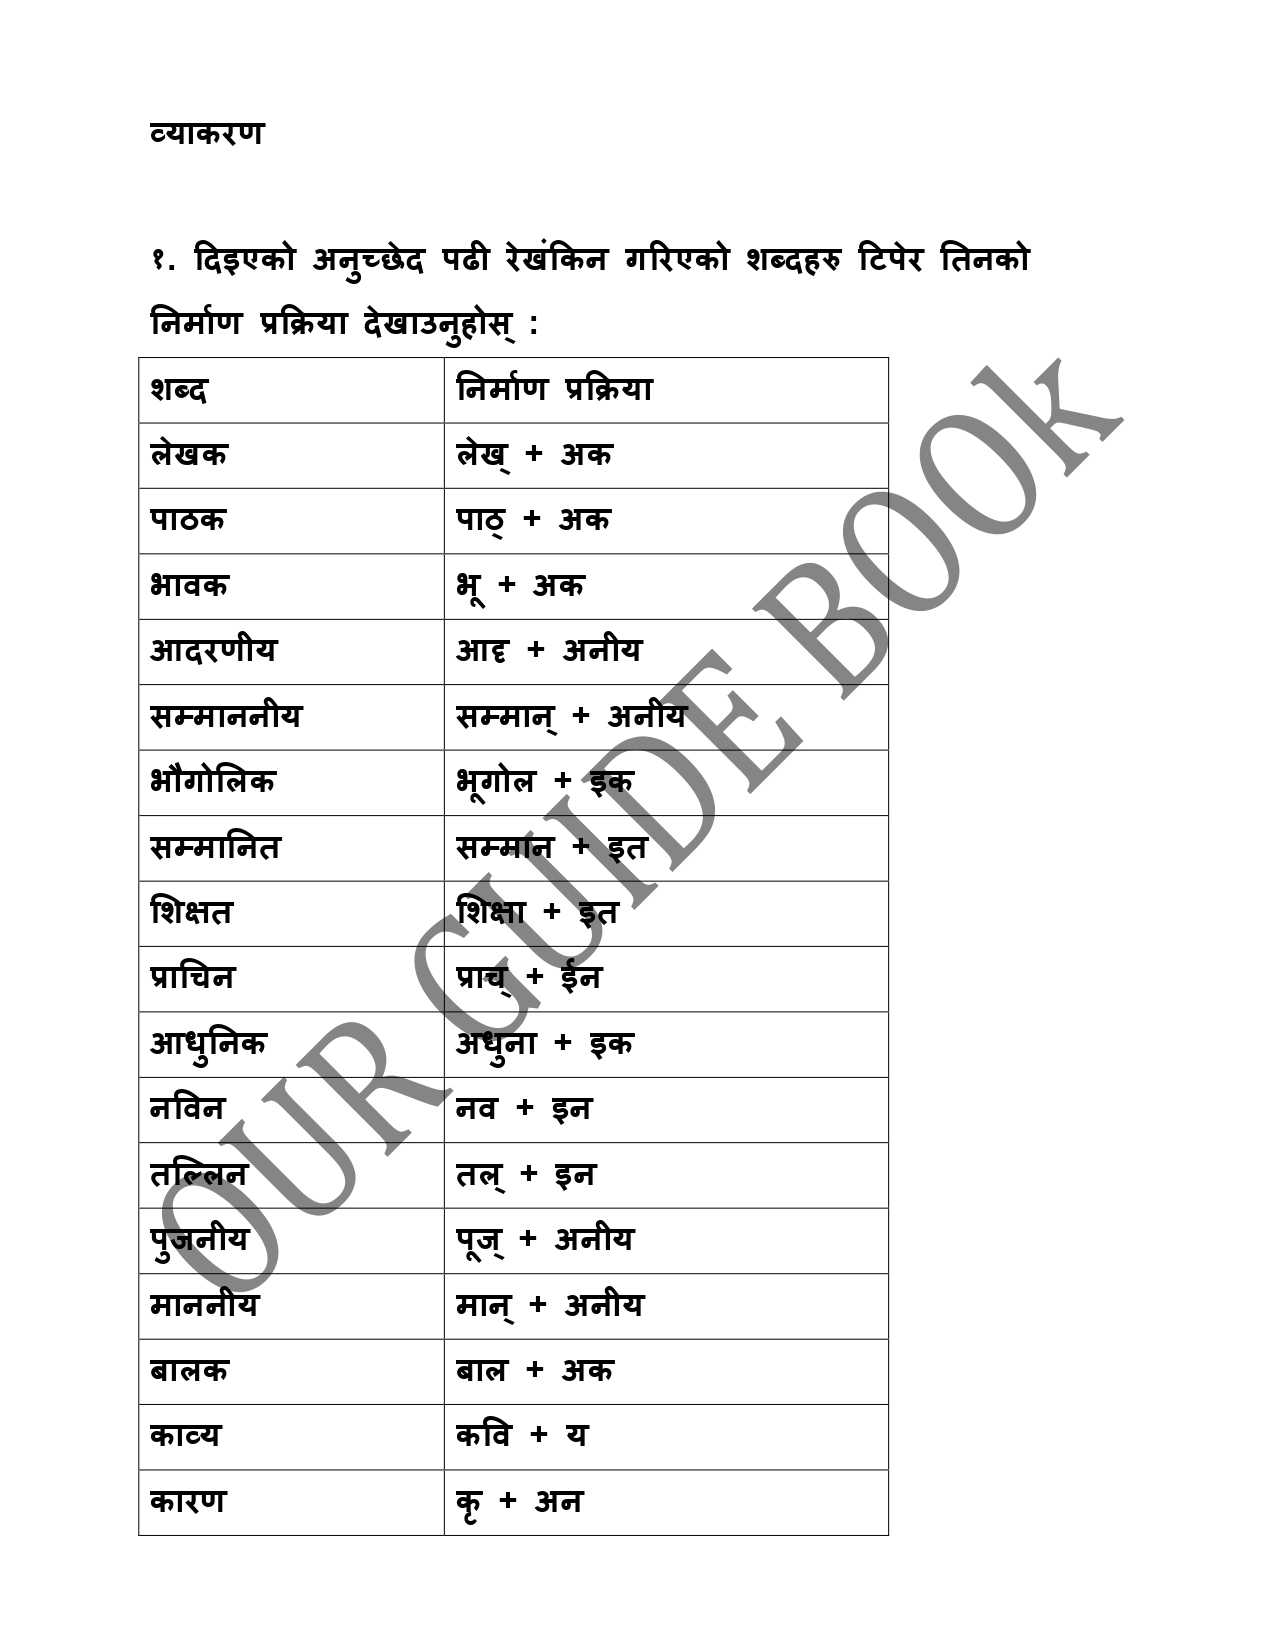 व्याकरण
१. दिइएको अनुच्छेद पढी रेखंकिन गरिएको शब्दहरु टिपेर तिनको
निर्माण प्रक्रिया देखाउनुहोस् :
शब्द निर्माण प्रक्रिया
लेखक लेख् + अक
पाठक पाठ् + अक
भावक भू + अक
आदरणीय आदृ + अनीय
सम्माननीय सम्मान् + अनीय
भौगोलिक भूगोल + इक
सम्मानित सम्मान + इत
शिक्षत शिक्षा + इत
प्राचिन प्राच् + ईन
आधुनिक अधुना + इक
नविन नव + इन
तल्लिन तल् + इन
पुजनीय पूज् + अनीय
माननीय मान् + अनीय
बालक बाल + अक
काव्य कवि + य
कारण कृ + अन
OUR GUIDE BOOk